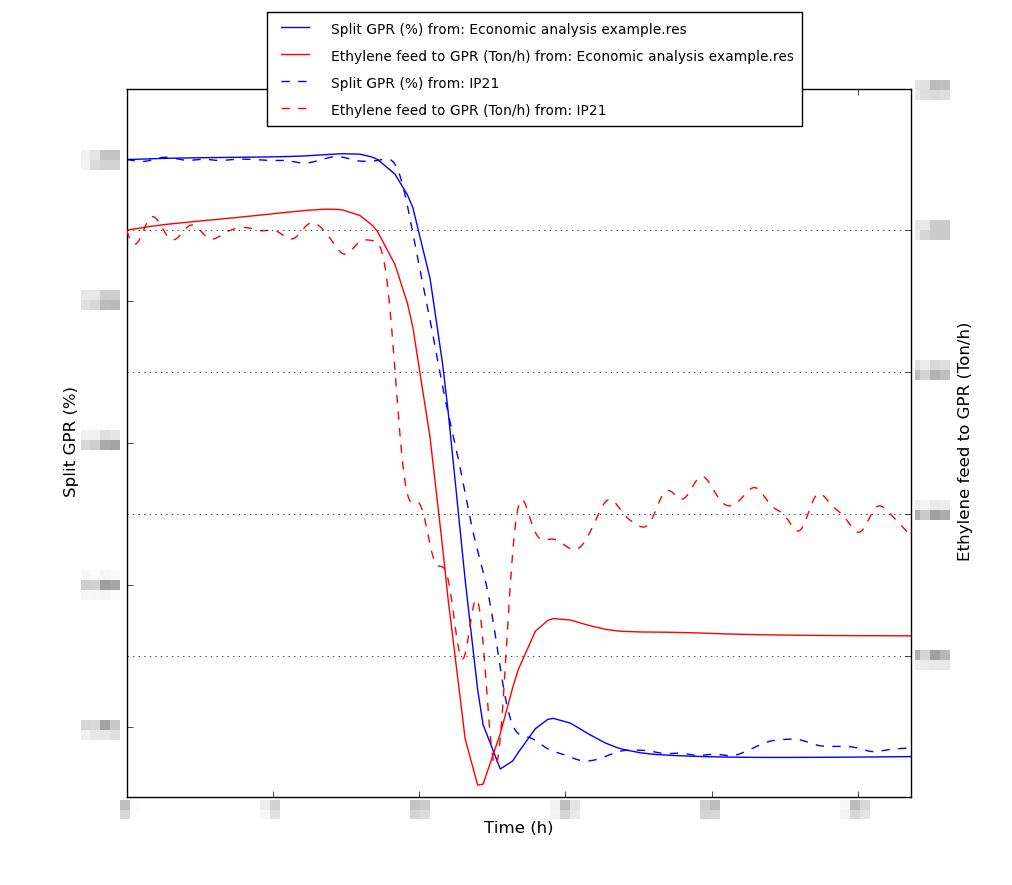 Split GPR (%) from: Economic analysis example.res
Ethylene feed to GPR (Ton/h) from: Economic analysis example.res
Split GPR (%) from: IP21
Ethylene feed to GPR (Ton/h) from: IP21
Split GPR (%)
Ethylene feed to GPR (Ton/h)
Time (h)